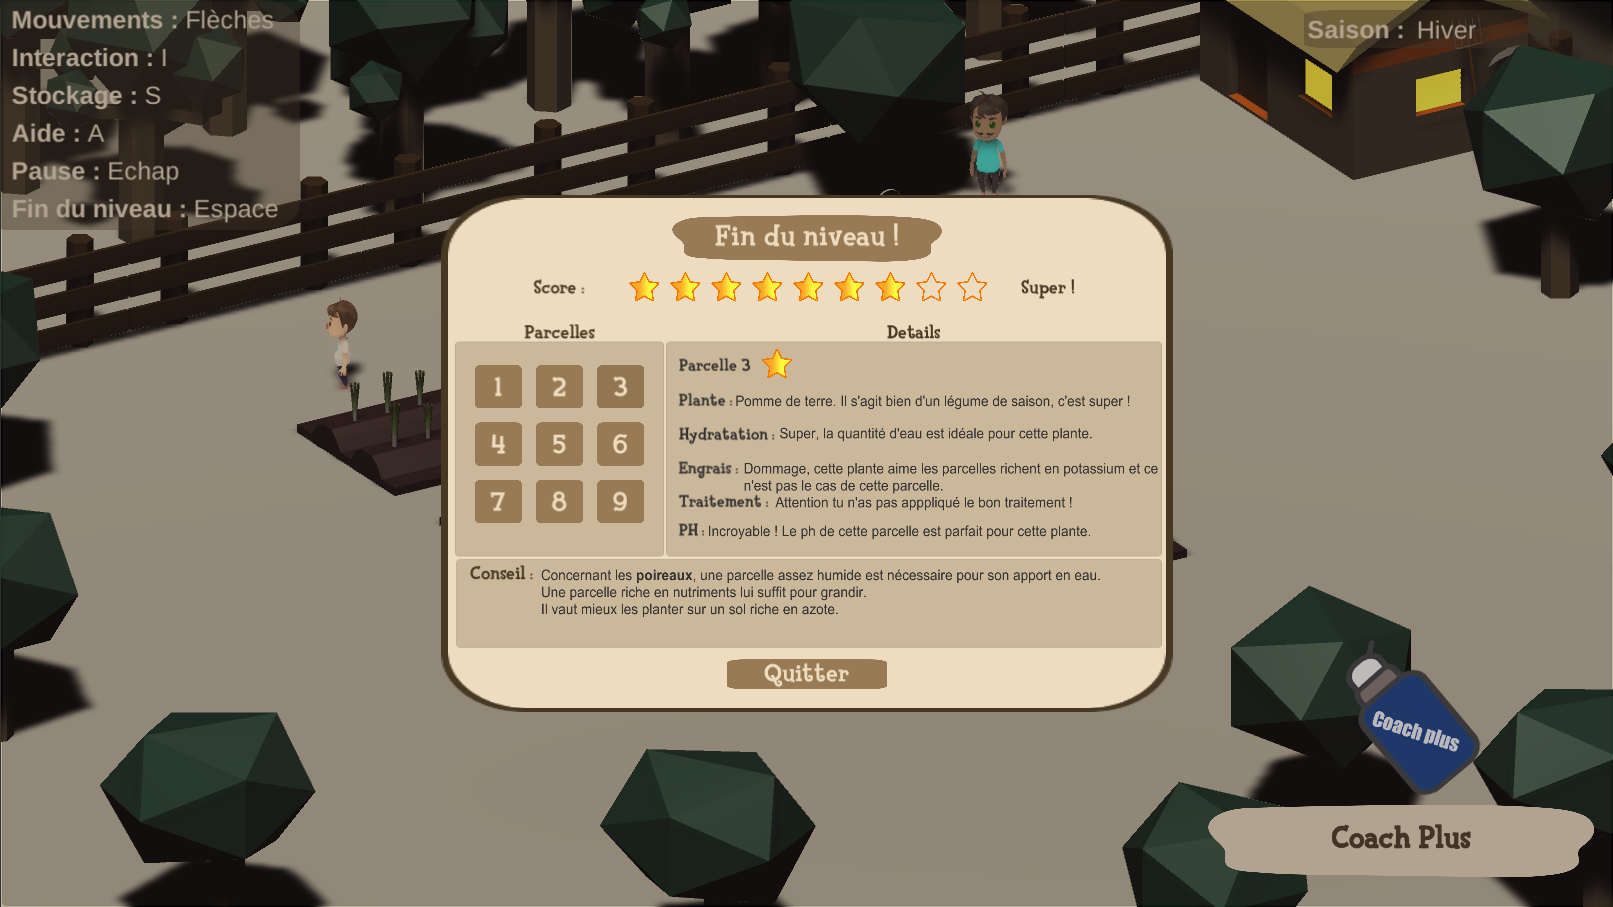 Mouvements : Flèches
Interaction : I
Stockage : S
Aide : A
Pause : Echap
Fin du niveau : Espace
Saison : Hiver
Fin du niveau !
Score : Super !
Parcelles
Details
1 2 3
4 5 6
7 8 9
Parcelle 3
Plante : Pomme de terre. Il s'agit bien d'un légume de saison, c'est super !
Hydratation : Super, la quantité d'eau est idéale pour cette plante.
Engrais : Dommage, cette plante aime les parcelles richent en potassium et ce
n'est pas le cas de cette parcelle.
Traitement : Attention tu n'as pas apppliqué le bon traitement !
PH : Incroyable ! Le ph de cette parcelle est parfait pour cette plante.
Conseil : Concernant les poireaux, une parcelle assez humide est nécessaire pour son apport en eau.
Une parcelle riche en nutriments lui suffit pour grandir.
Il vaut mieux les planter sur un sol riche en azote.
Quitter
Coach plus
Coach Plus